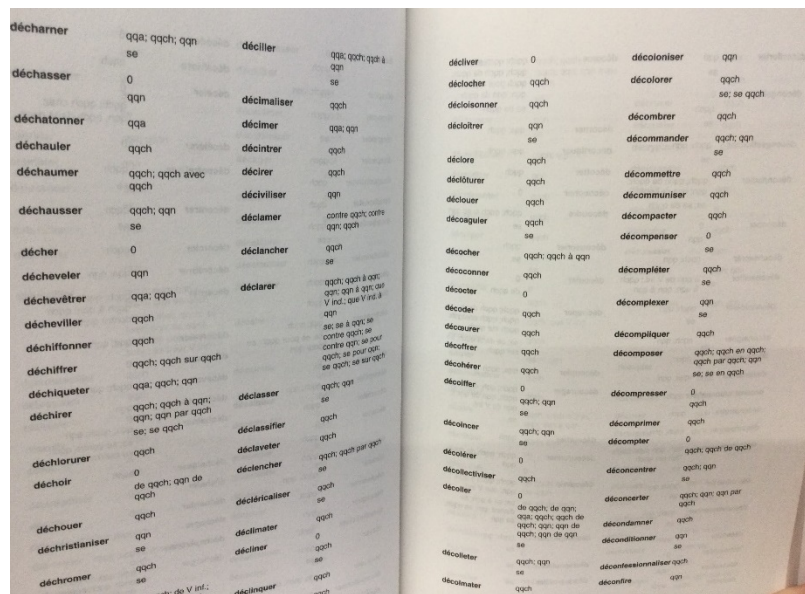 décharner qqa; qqch; qqn
se
déchasser 0
qqn
déchatonner qqa
déchauler qqch
déchaumer qqch; qqch avec
qqch
déchausser qqch; qqn
se
décher 0
décheveler qqn
déchevêtrer qqa; qqch
décheviller qqch
déchiffonner qqch
déchiffrer qqch; qqch sur qqch
déchiqueter qqa; qqch; qqn
déchirer qqch; qqch à qqn;
qqn; qqn par qqch
se; se qqch
déchlorurer qqch
déchoir 0
de qqch; qqn de
qqch
déchouer qqch
déchristianiser qqn
se
déchromer qqch
se
déciller qqa; qqch; qqch à
qqn
se
décimaliser qqch
décimer qqa; qqn
décintrer qqch
décirer qqch
déciviliser qqn
déclamer contre qqch; contre
qqn; qqch
déclancher qqch
se
déclarer qqch; qqch à qqn;
qqn; qqn à qqn; que
V ind.; que V ind. à
qqn
se; se à qqn; se
contre qqch; se
contre qqn; se pour
qqch; se pour qqn;
se qqch; se sur qqch
déclasser qqch; qqn
se
déclassifier qqch
déclaveter qqch
déclencher qqch; qqch par qqch
se
décléricaliser qqch
se
déclimater qqch
décliner 0
qqch
se
déclinquer qqch
décliver 0
déclocher qqch
décloisonner qqch
décloîtrer qqn
se
déclore qqch
déclôturer qqch
déclouer qqch
décoaguler qqch
se
décocher qqch; qqch à qqn
décoconner qqch
décocter 0
décoder qqch
décœurer qqch
décoffrer qqch
décohérer qqch
décoiffer 0
qqch; qqn
se
décoincer qqch; qqn
se
décolérer 0
décollectiviser qqch
décoller 0
de qqch; de qqn;
qqa; qqch; qqch de
qqch; qqn; qqn de
qqch; qqn de qqn
se
décolleter qqch; qqn
se
décolmater qqch
décoloniser qqn
décolorer qqch
se; se qqch
décombrer qqch
décommander qqch; qqn
se
décommettre qqch
décommuniser qqch
décompacter qqch
décompenser 0
se
décompléter qqch
se
décomplexer qqn
se
décompliquer qqch
décomposer qqch; qqch en qqch;
qqch par qqch; qqn
se; se en qqch
décompresser 0
qqch
décomprimer qqch
décompter 0
qqch; qqch de qqch
déconcentrer qqch; qqn
se
déconcerter qqch; qqn; qqn par
qqch
décondamner qqch
déconditionner qqn
se
déconfessionnaliser qqch
déconfire qqn